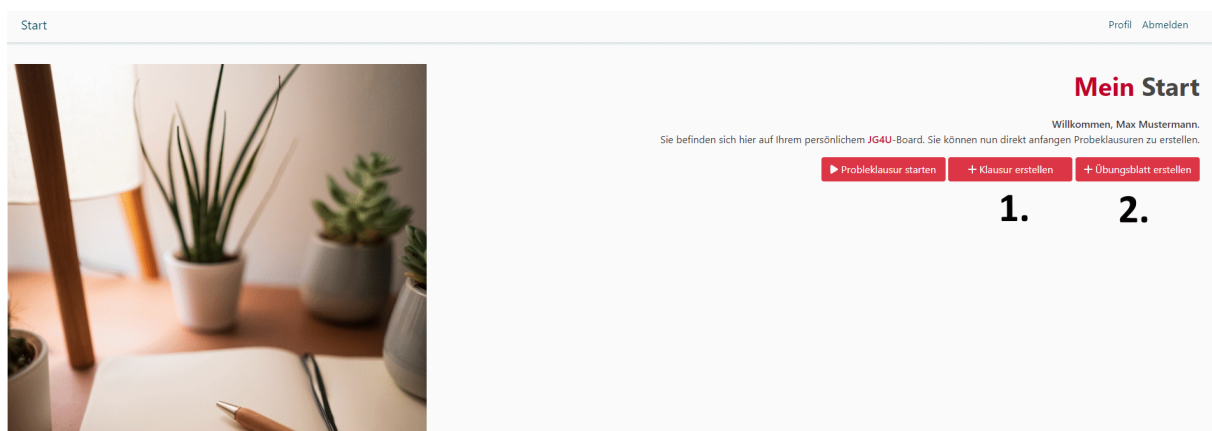 Start
Profil Abmelden
Mein Start
Willkommen, Max Mustermann.
Sie befinden sich hier auf Ihrem persönlichem JG4U-Board. Sie können nun direkt anfangen Probeklausuren zu erstellen.
Probleklausur starten
+ Klausur erstellen
+ Übungsblatt erstellen
1.
2.